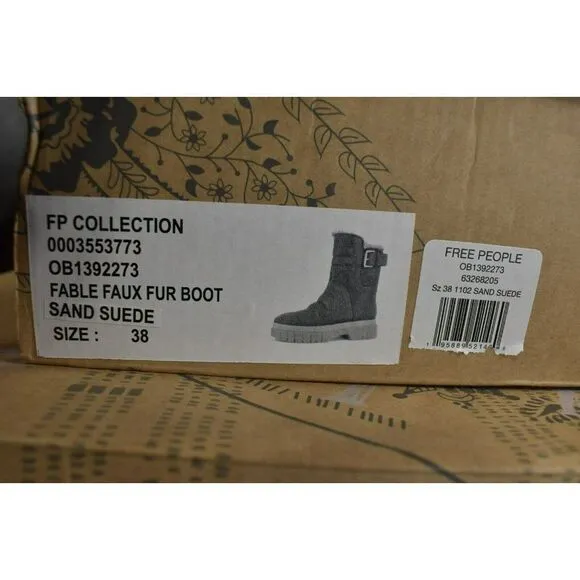 FP COLLECTION
0003553773
OB1392273
FABLE FAUX FUR BOOT
SAND SUEDE
SIZE : 38
FREE PEOPLE
OB1392273
63268205
Sz 38 1102 SAND SUEDE